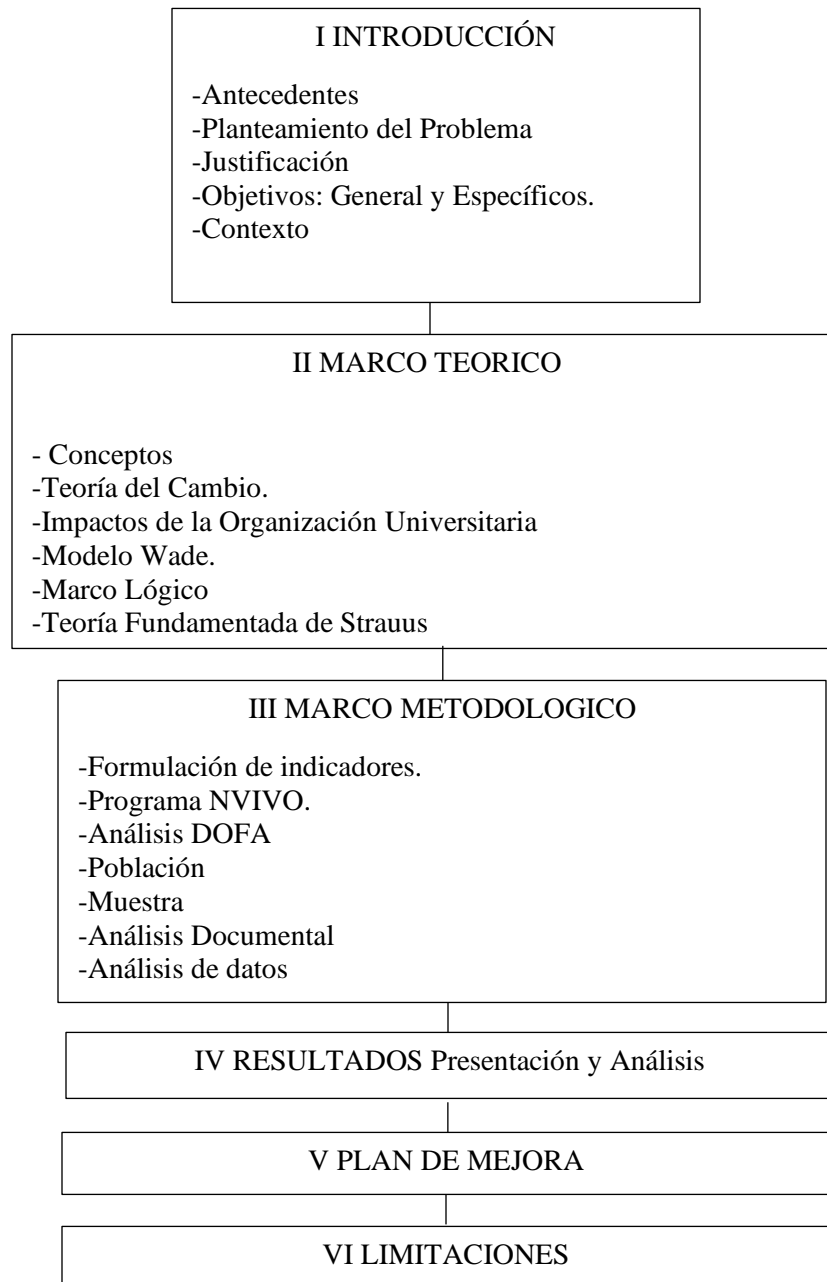 I INTRODUCCIÓN
-Antecedentes
-Planteamiento del Problema
-Justificación
-Objetivos: General y Específicos.
-Contexto
II MARCO TEORICO
- Conceptos
-Teoría del Cambio.
-Impactos de la Organización Universitaria
-Modelo Wade.
-Marco Lógico
-Teoría Fundamentada de Strauus
III MARCO METODOLOGICO
-Formulación de indicadores.
-Programa NVIVO.
-Análisis DOFA
-Población
-Muestra
-Análisis Documental
-Análisis de datos
IV RESULTADOS Presentación y Análisis
V PLAN DE MEJORA
VI LIMITACIONES